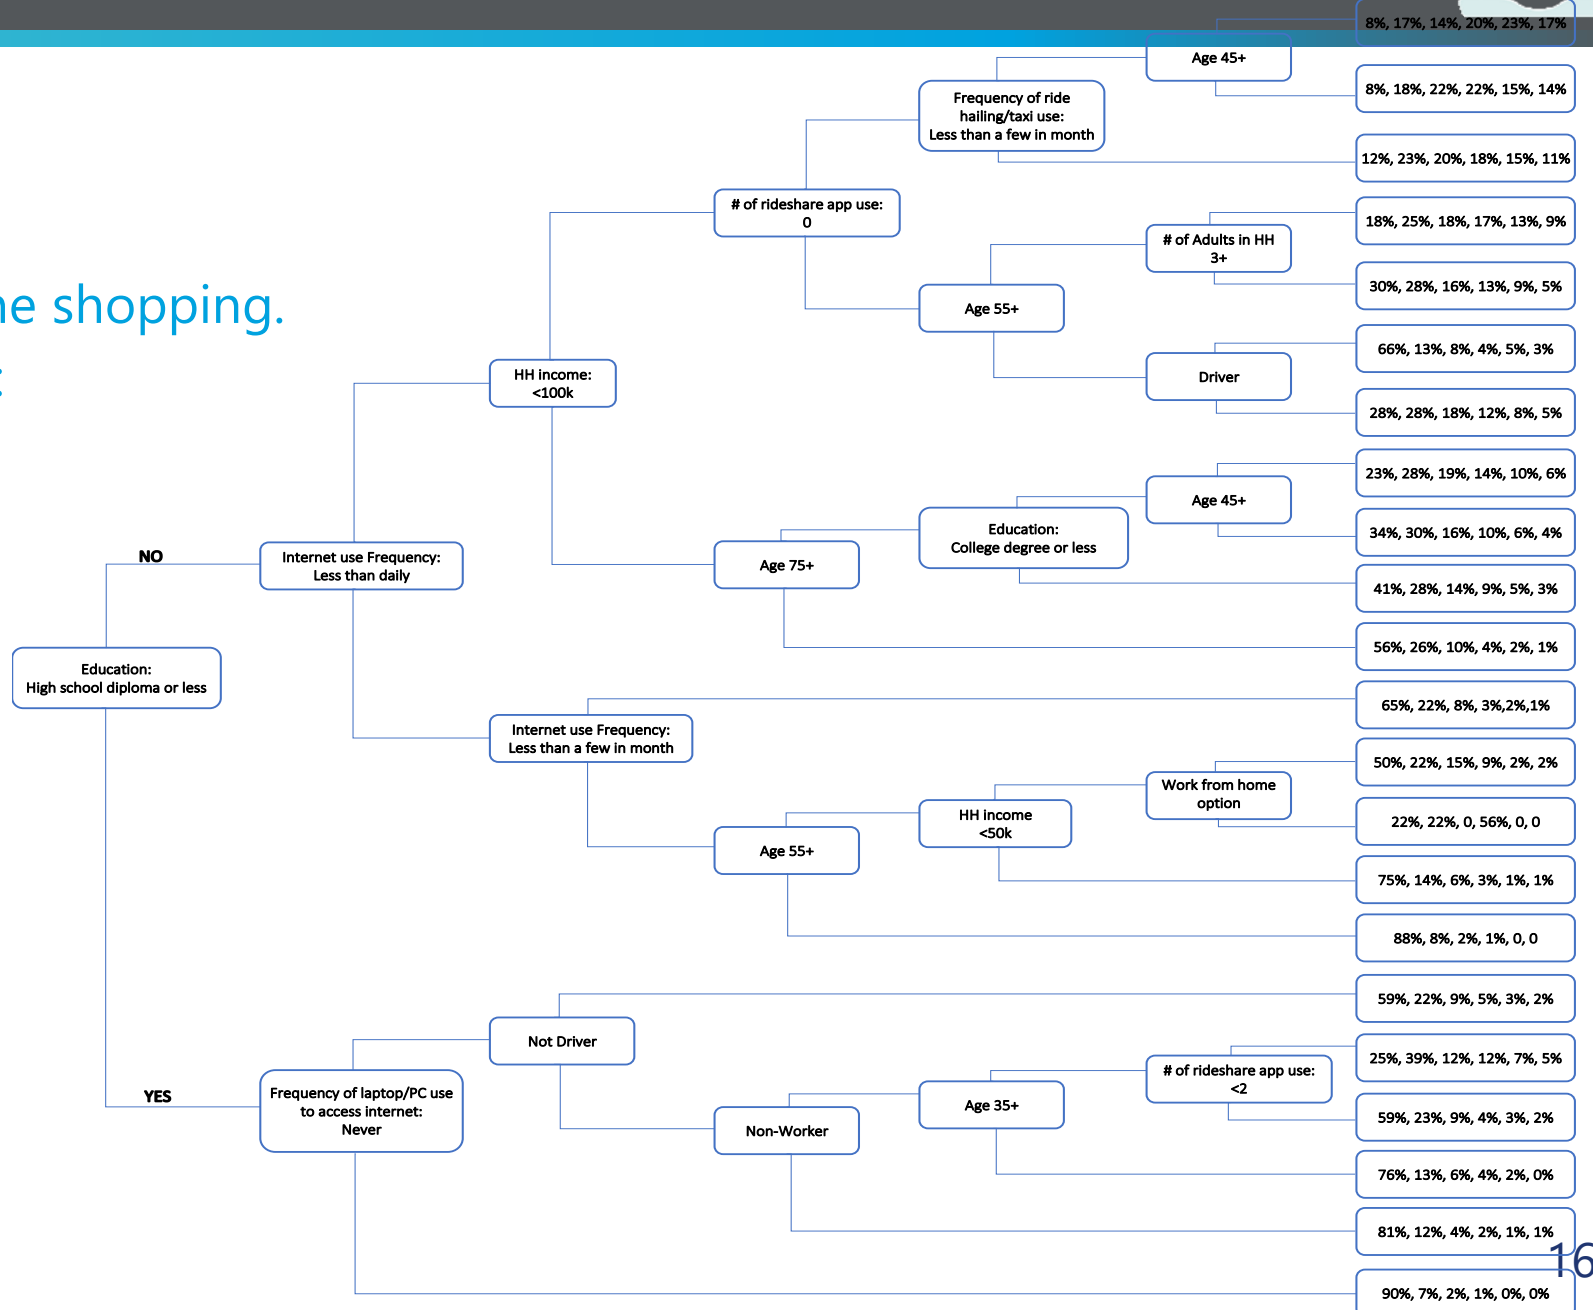 ne shopping.
:
NO
YES
Education:
High school diploma or less
Internet use Frequency:
Less than daily
Frequency of laptop/PC use
to access internet:
Never
HH income:
<100k
Internet use Frequency:
Less than a few in month
Not Driver
# of rideshare app use:
0
Age 75+
Age 55+
Non-Worker
Frequency of ride
hailing/taxi use:
Less than a few in month
Age 55+
Education:
College degree or less
HH income
<50k
Age 35+
Age 45+
# of Adults in HH
3+
Driver
Age 45+
Work from home
option
# of rideshare app use:
<2
8%, 17%, 14%, 20%, 23%, 17%
8%, 18%, 22%, 22%, 15%, 14%
12%, 23%, 20%, 18%, 15%, 11%
18%, 25%, 18%, 17%, 13%, 9%
30%, 28%, 16%, 13%, 9%, 5%
66%, 13%, 8%, 4%, 5%, 3%
28%, 28%, 18%, 12%, 8%, 5%
23%, 28%, 19%, 14%, 10%, 6%
34%, 30%, 16%, 10%, 6%, 4%
41%, 28%, 14%, 9%, 5%, 3%
56%, 26%, 10%, 4%, 2%, 1%
65%, 22%, 8%, 3%,2%,1%
50%, 22%, 15%, 9%, 2%, 2%
22%, 22%, 0, 56%, 0, 0
75%, 14%, 6%, 3%, 1%, 1%
88%, 8%, 2%, 1%, 0, 0
59%, 22%, 9%, 5%, 3%, 2%
25%, 39%, 12%, 12%, 7%, 5%
59%, 23%, 9%, 4%, 3%, 2%
76%, 13%, 6%, 4%, 2%, 0%
81%, 12%, 4%, 2%, 1%, 1%
90%, 7%, 2%, 1%, 0%, 0%
16